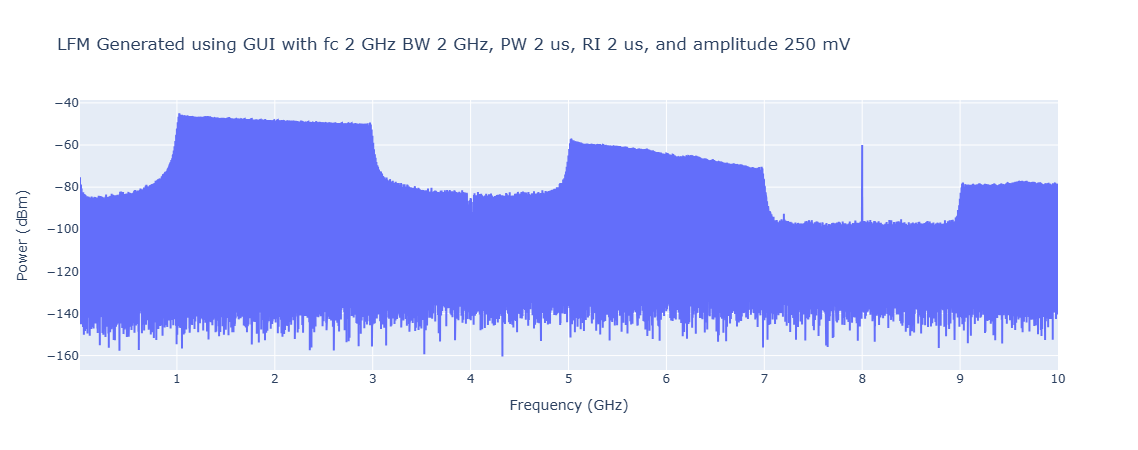 LFM Generated using GUI with fc 2 GHz BW 2 GHz, PW 2 us, RI 2 us, and amplitude 250 mV
−40
−60
−80
−100
−120
−140
−160
Power (dBm)
1 2 3 4 5 6 7 8 9 10
Frequency (GHz)